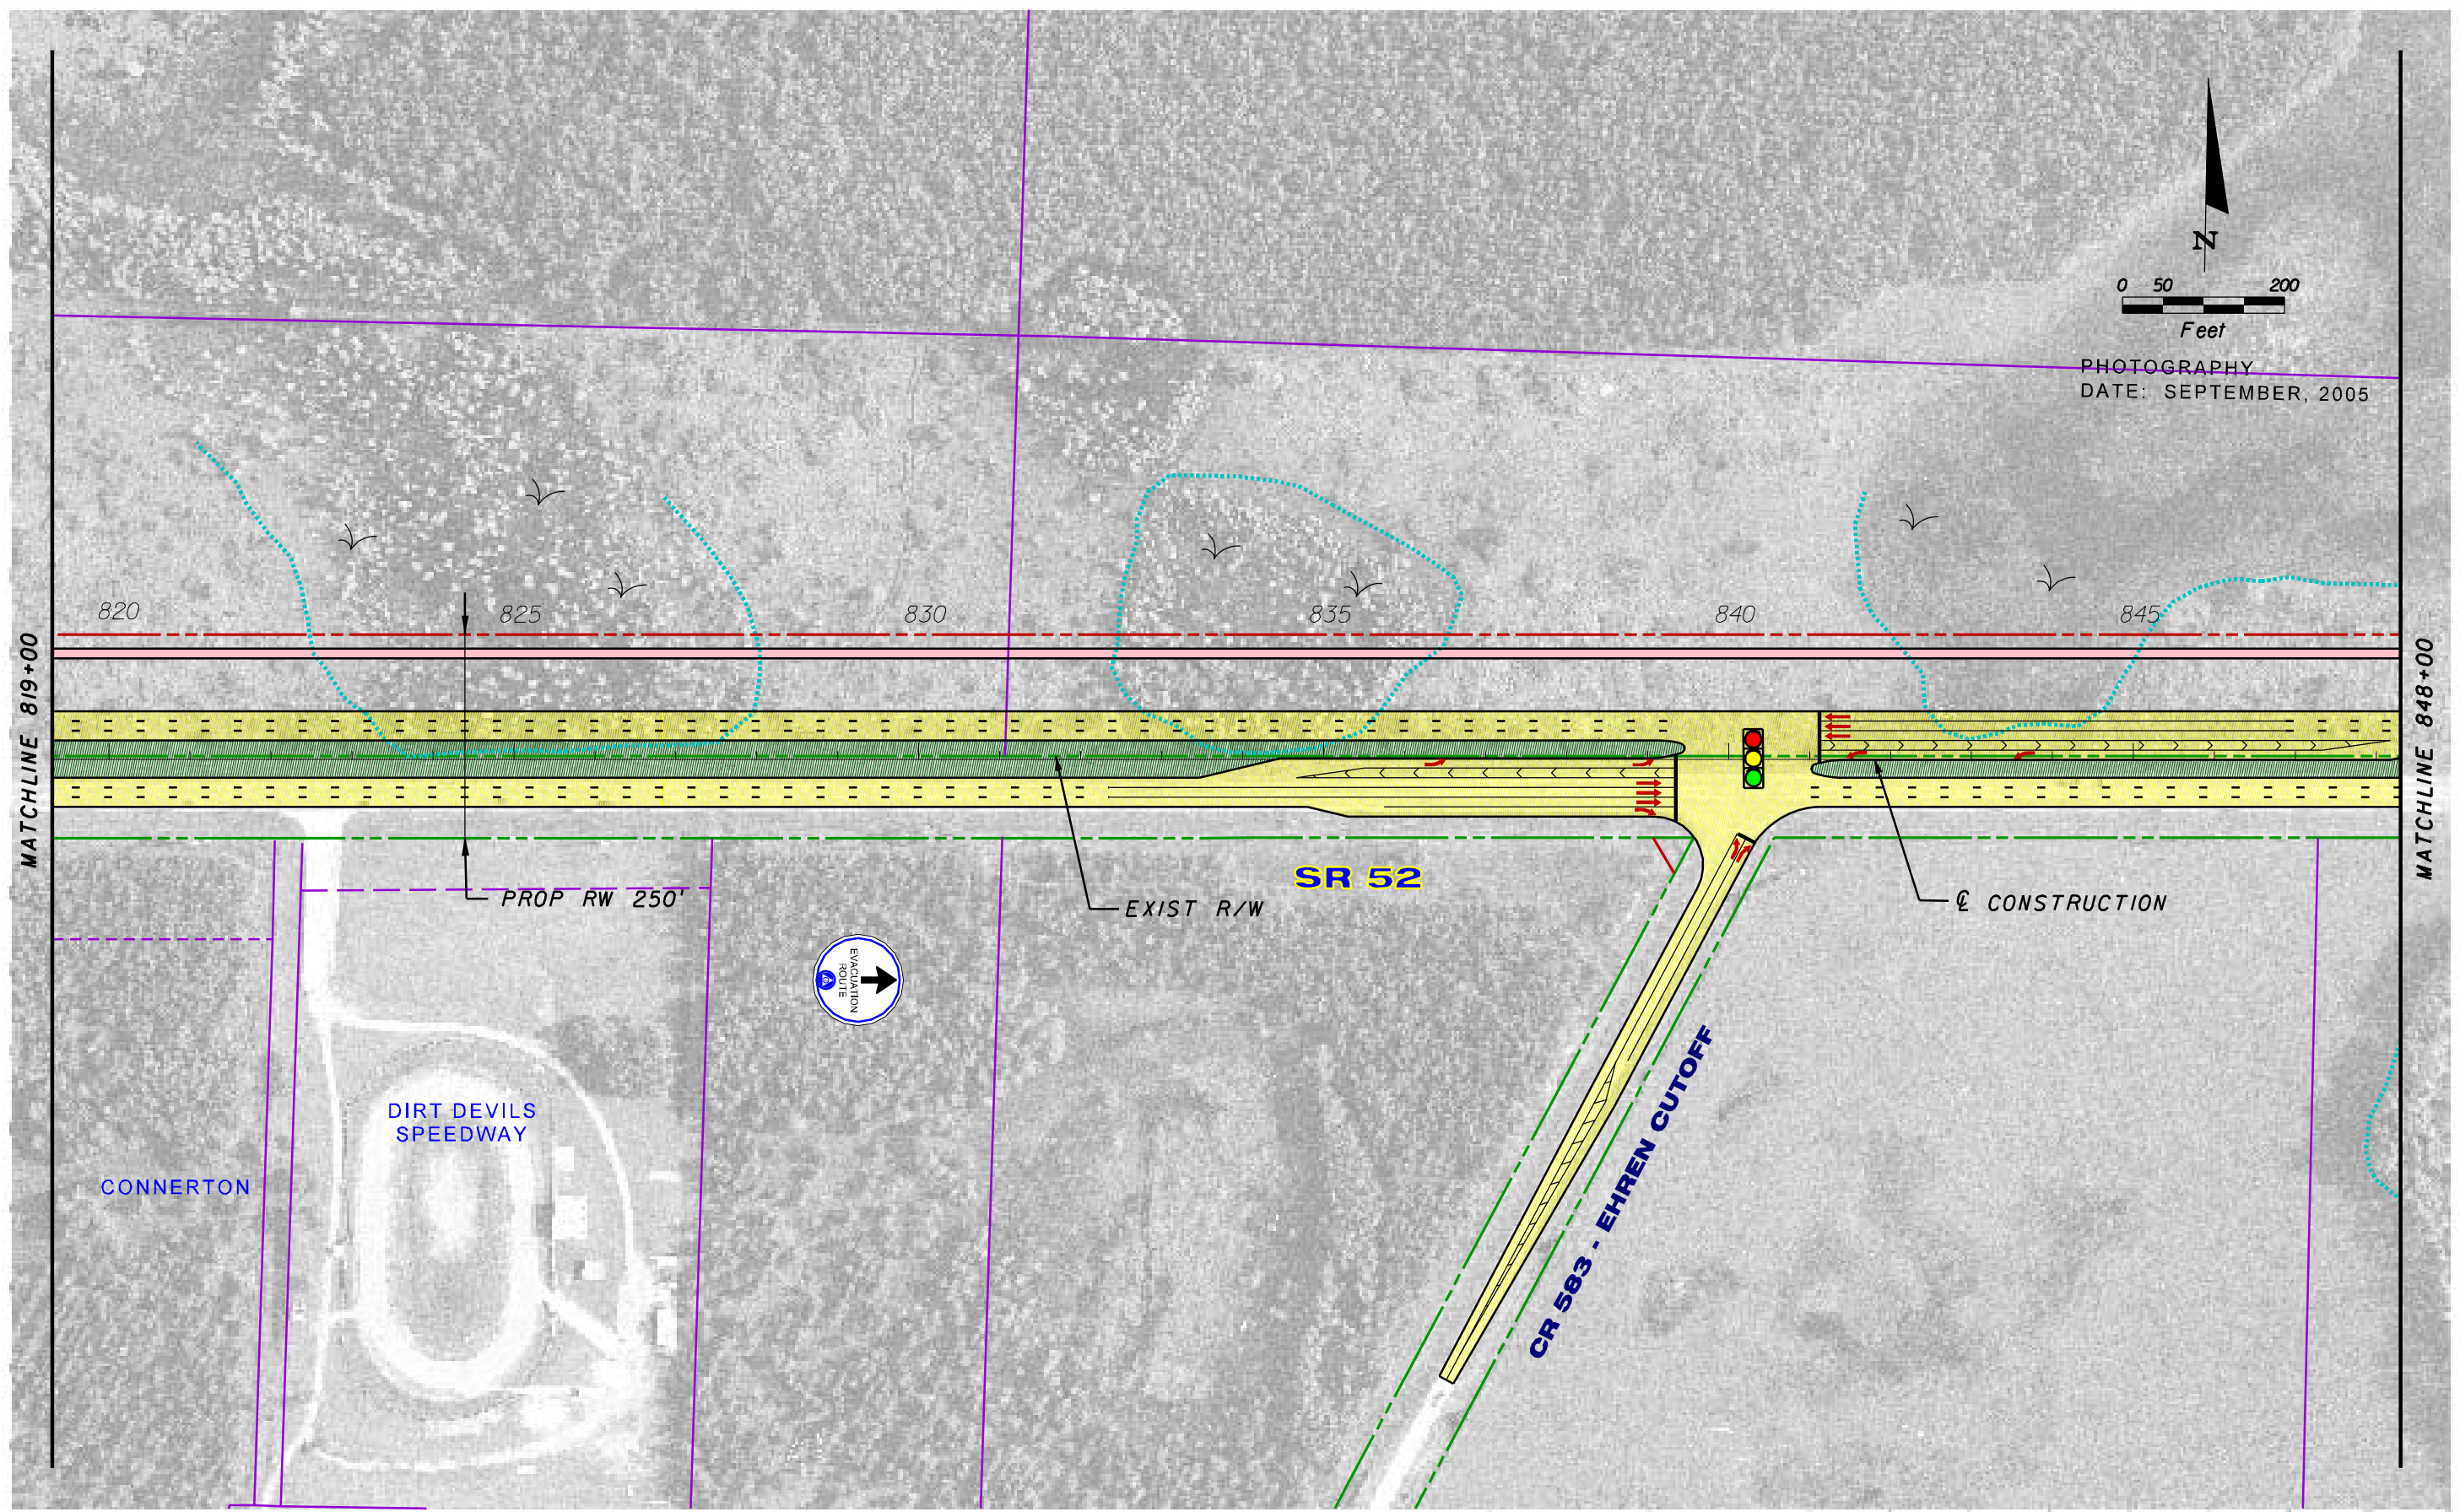 N
0 50 200
Feet
PHOTOGRAPHY
DATE: SEPTEMBER, 2005
820 825 830 835 840 845
MATCHLINE 819+00
MATCHLINE 848+00
PROP RW 250'
EXIST R/W
SR 52
℄ CONSTRUCTION
EVACUATION
ROUTE
CR 583 - EHREN CUTOFF
DIRT DEVILS
SPEEDWAY
CONNERTON